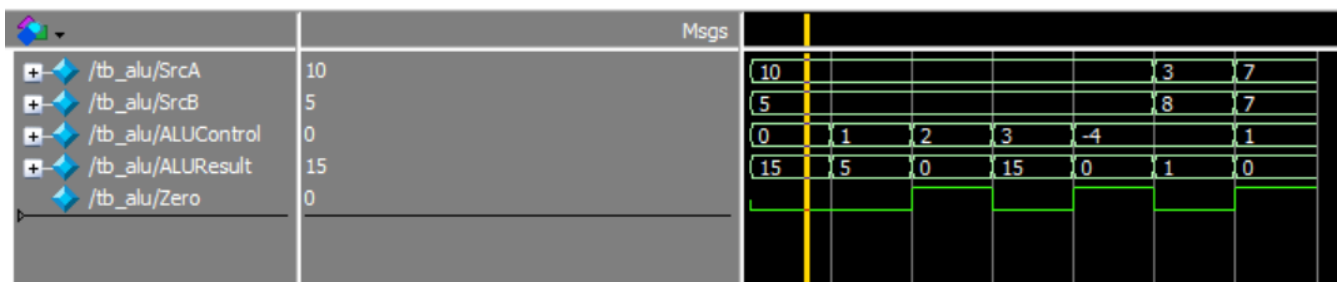 Msgs
/tb_alu/SrcA 10 10 3 7
/tb_alu/SrcB 5 5 8 7
/tb_alu/ALUControl 0 0 1 2 3 -4 1
/tb_alu/ALUResult 15 15 5 0 15 0 1 0
/tb_alu/Zero 0